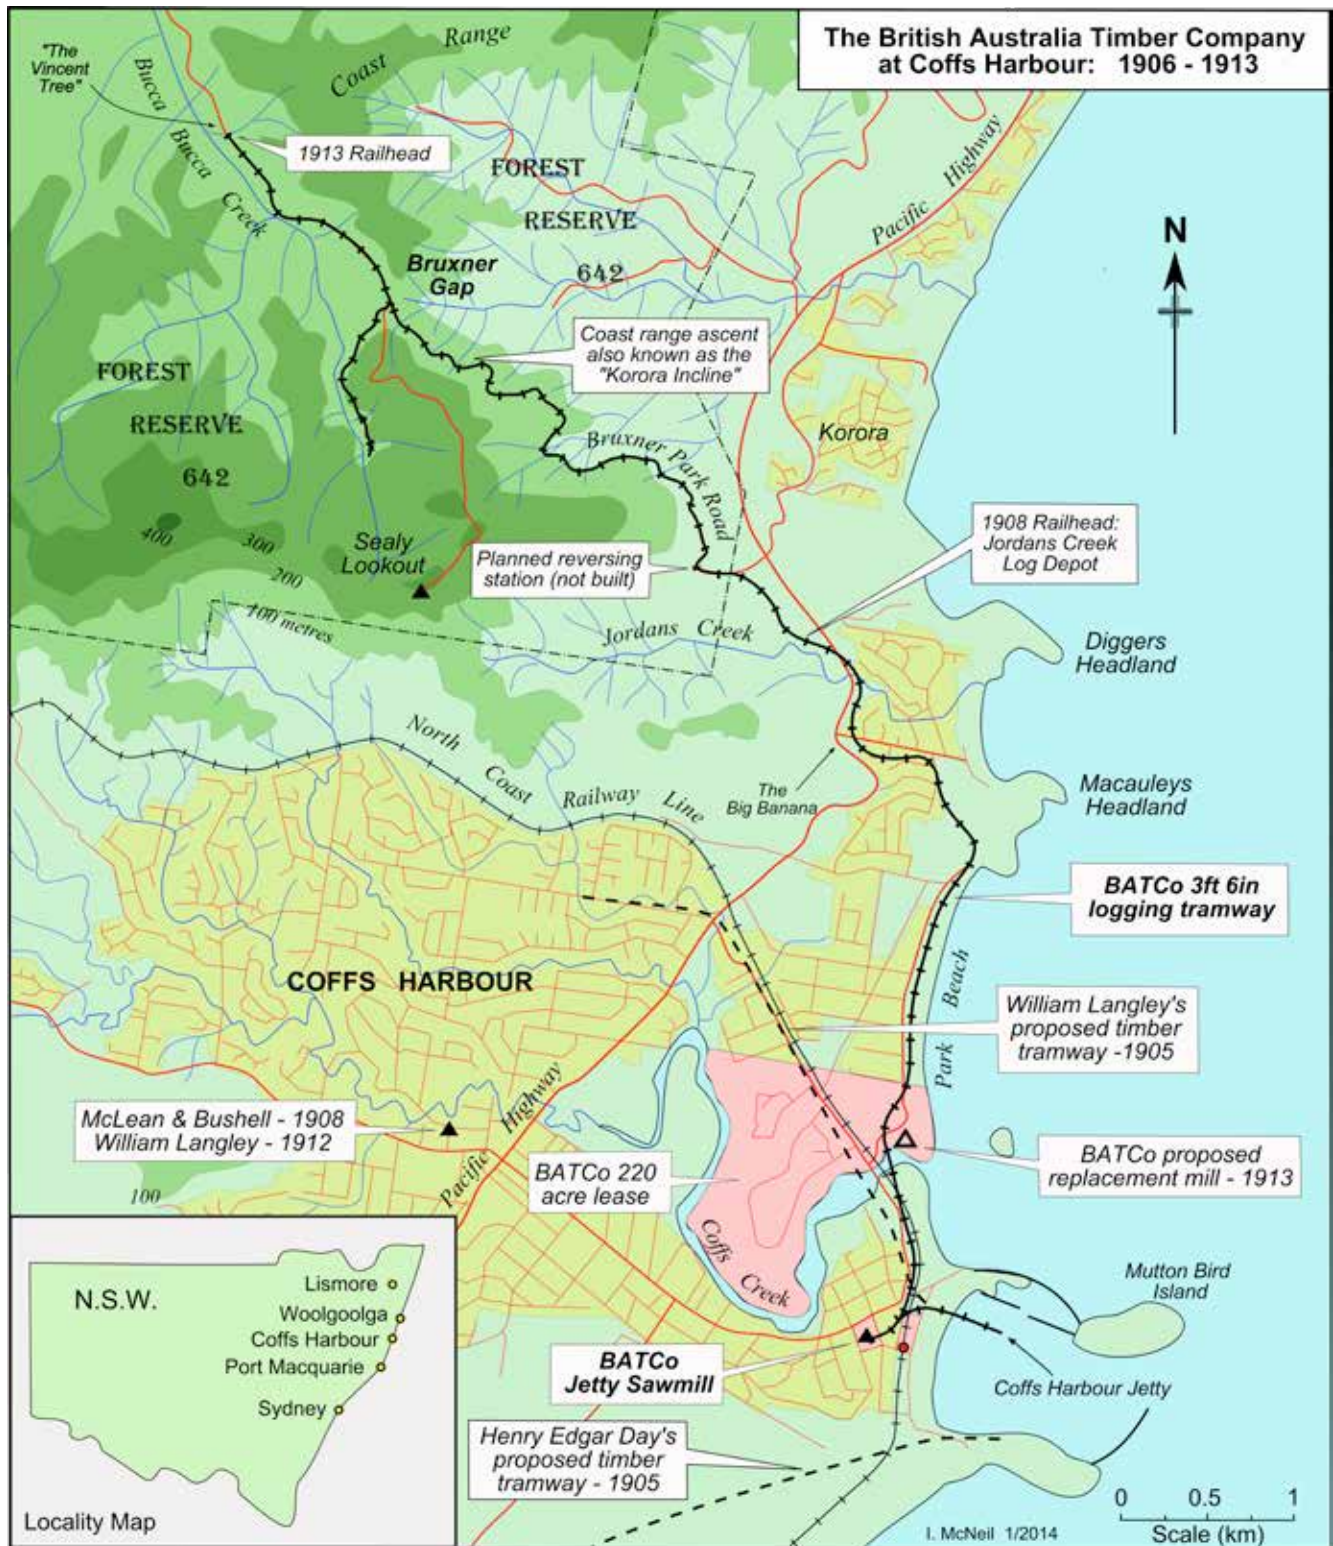 The British Australia Timber Company
at Coffs Harbour: 1906 - 1913
"The
Vincent
Tree"
Bucca
Bucca
Creek
Coast Range
1913 Railhead
FOREST
RESERVE
642
Pacific Highway
N
Bruxner
Gap
Coast range ascent
also known as the
"Korora Incline"
FOREST
RESERVE
642
Korora
Bruxner Park Road
400
300
200
100 metres
Sealy
Lookout
Planned reversing
station (not built)
1908 Railhead:
Jordans Creek
Log Depot
Jordans Creek
Diggers
Headland
North Coast Railway Line
The
Big Banana
Macauleys
Headland
BATCo 3ft 6in
logging tramway
COFFS HARBOUR
Park Beach
William Langley's
proposed timber
tramway -1905
McLean & Bushell - 1908
William Langley - 1912
Pacific Highway
BATCo 220
acre lease
BATCo proposed
replacement mill - 1913
100
Coffs Creek
Mutton Bird
Island
BATCo
Jetty Sawmill
Coffs Harbour Jetty
Henry Edgar Day's
proposed timber
tramway - 1905
N.S.W.
Lismore
Woolgoolga
Coffs Harbour
Port Macquarie
Sydney
Locality Map
0 0.5 1
Scale (km)
I. McNeil 1/2014